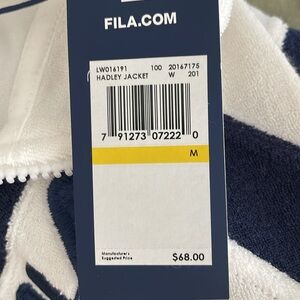 FILA.COM
LW016191 100 20167175
HADLEY JACKET W 201
7 91273 07222 0
M
Manufacturer's
Suggested Price $68.00